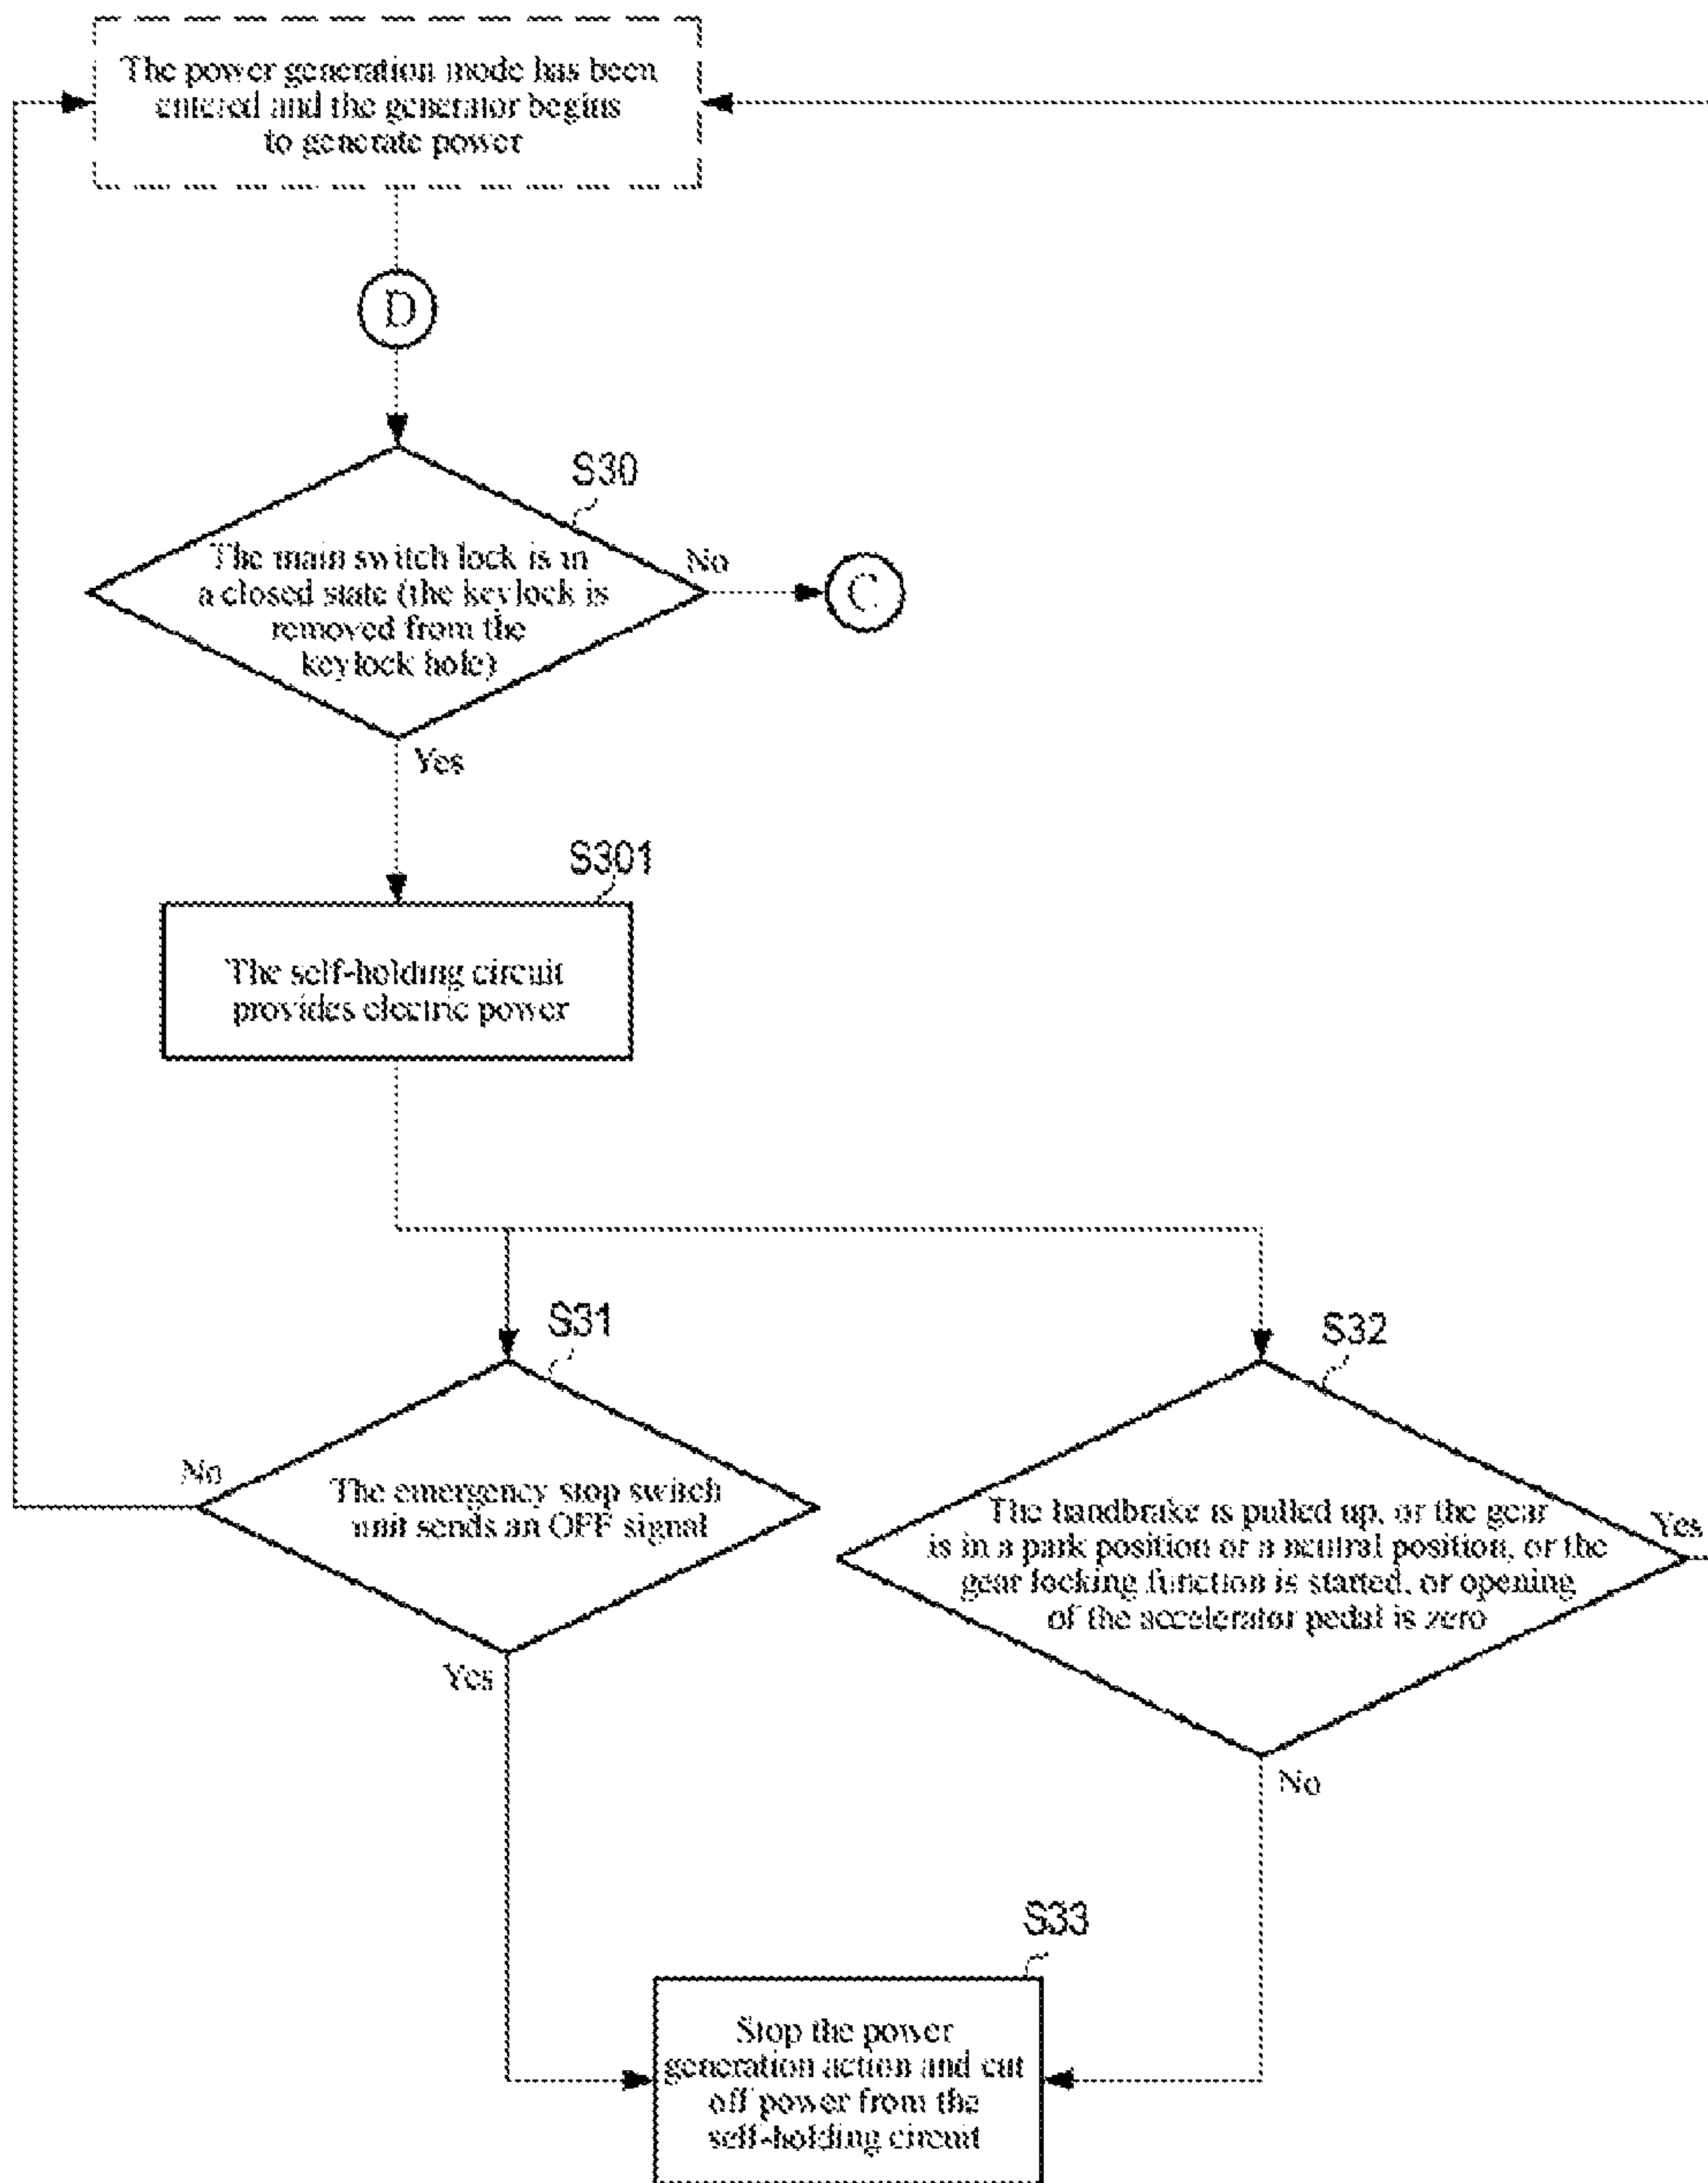 The power generation mode has been
entered and the generator begins
to generate power
D
S30
The main switch lock is in
a closed state (the keylock is
removed from the
keylock hole)
No
C
Yes
S301
The self-holding circuit
provides electric power
S31
S32
No
The emergency stop switch
unit sends an OFF signal
The handbrake is pulled up, or the gear
is in a park position or a neutral position, or the
gear locking function is started, or opening
of the accelerator pedal is zero
Yes
Yes
No
S33
Stop the power
generation action and cut
off power from the
self-holding circuit